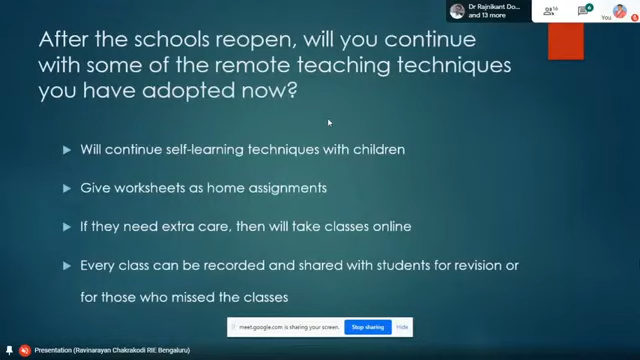 Dr Rajnikant Do...
and 13 more
16
6
You
After the schools reopen, will you continue
with some of the remote teaching techniques
you have adopted now?
Will continue self-learning techniques with children
Give worksheets as home assignments
If they need extra care, then will take classes online
Every class can be recorded and shared with students for revision or
for those who missed the classes
meet.google.com is sharing your screen.
Stop sharing
Hide
Presentation (Ravinarayan Chakrakodi RIE Bengaluru)